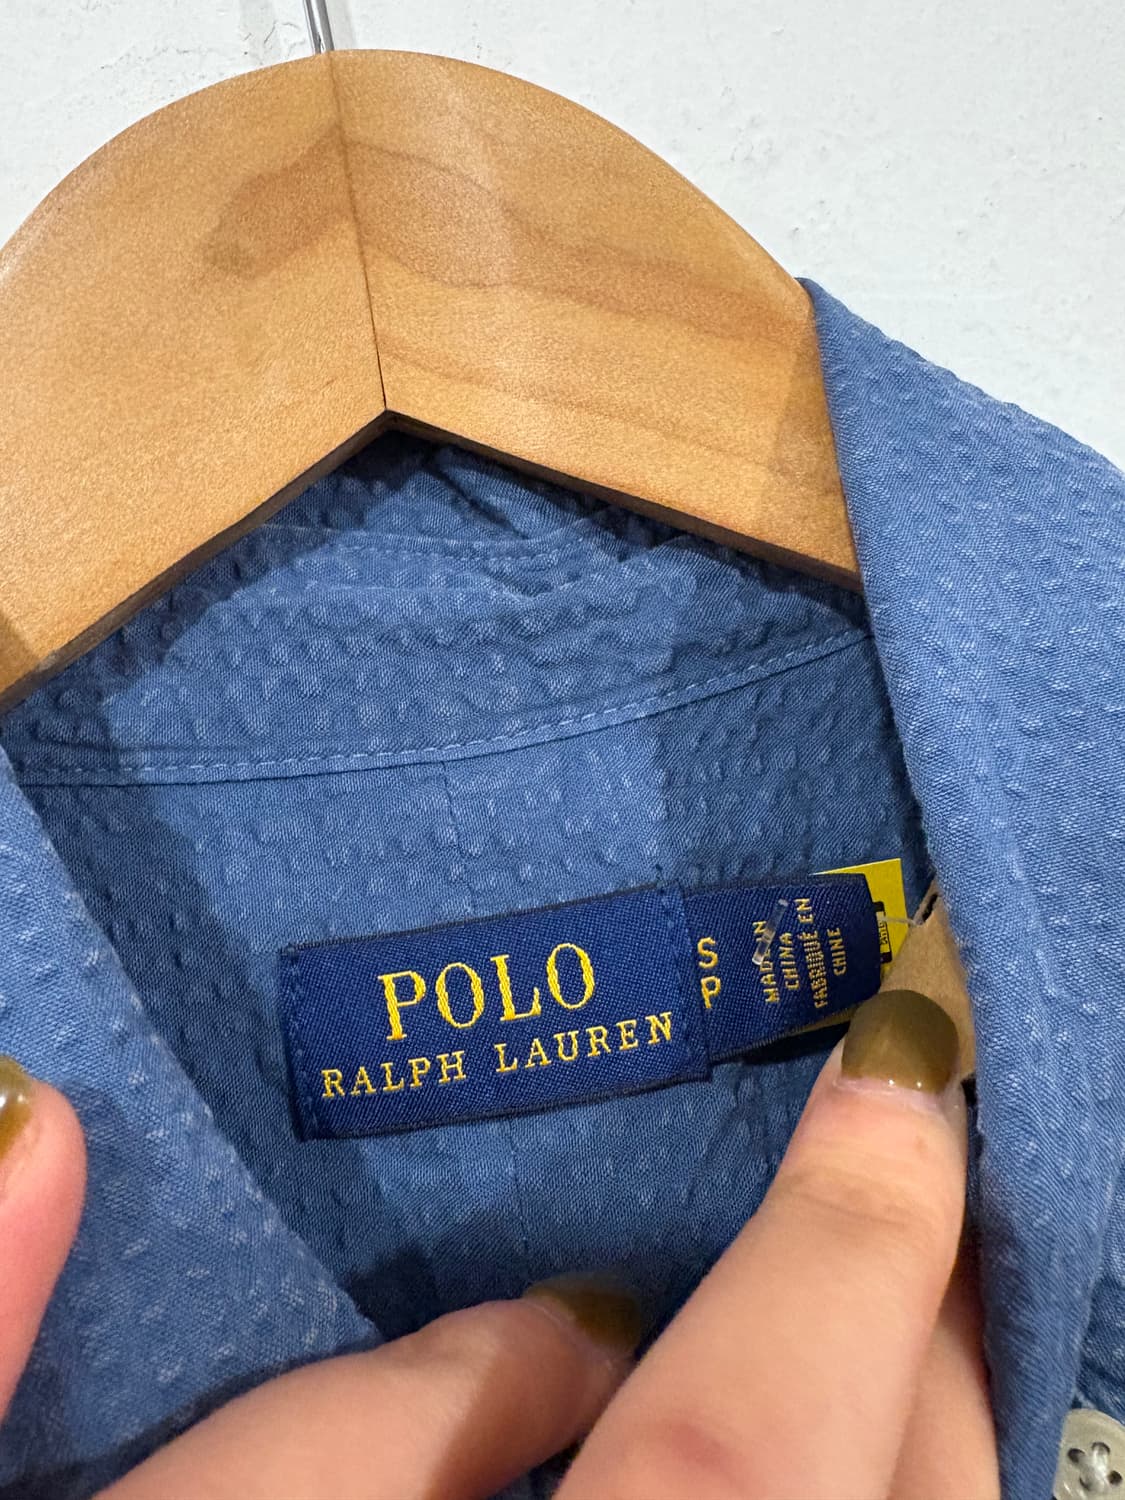 POLO
RALPH LAUREN
S
P
MADE IN
CHINA
FABRIQUÉ EN
CHINE